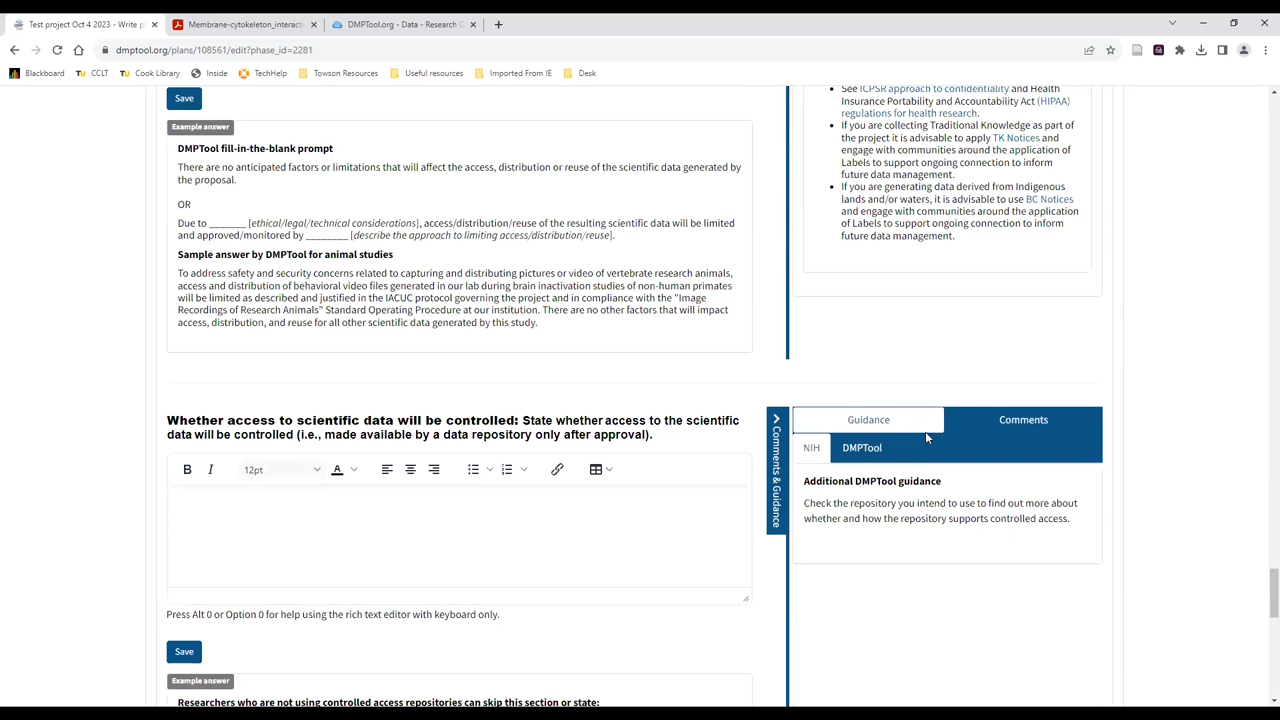 Test project Oct 4 2023 - Write p
Membrane-cytokeleton_interacti
DMPTool.org - Data - Research G
dmptool.org/plans/108561/edit?phase_id=2281
Blackboard
TU CCLT
TU Cook Library
Inside
TechHelp
Towson Resources
Useful resources
Imported From IE
Desk
Save
Example answer
DMPTool fill-in-the-blank prompt
There are no anticipated factors or limitations that will affect the access, distribution or reuse of the scientific data generated by
the proposal.
OR
Due to _______ [ethical/legal/technical considerations], access/distribution/reuse of the resulting scientific data will be limited
and approved/monitored by ________ [describe the approach to limiting access/distribution/reuse].
Sample answer by DMPTool for animal studies
To address safety and security concerns related to capturing and distributing pictures or video of vertebrate research animals,
access and distribution of behavioral video files generated in our lab during brain inactivation studies of non-human primates
will be limited as described and justified in the IACUC protocol governing the project and in compliance with the "Image
Recordings of Research Animals" Standard Operating Procedure at our institution. There are no other factors that will impact
access, distribution, and reuse for all other scientific data generated by this study.
See ICPSR approach to confidentiality and Health
Insurance Portability and Accountability Act (HIPAA)
regulations for health research.
If you are collecting Traditional Knowledge as part of
the project it is advisable to apply TK Notices and
engage with communities around the application of
Labels to support ongoing connection to inform
future data management.
If you are generating data derived from Indigenous
lands and/or waters, it is advisable to use BC Notices
and engage with communities around the application
of Labels to support ongoing connection to inform
future data management.
Whether access to scientific data will be controlled: State whether access to the scientific
data will be controlled (i.e., made available by a data repository only after approval).
B I 12pt A
Press Alt 0 or Option 0 for help using the rich text editor with keyboard only.
Save
Example answer
Researchers who are not using controlled access repositories can skip this section or state:
Comments & Guidance
Guidance
Comments
NIH
DMPTool
Additional DMPTool guidance
Check the repository you intend to use to find out more about
whether and how the repository supports controlled access.